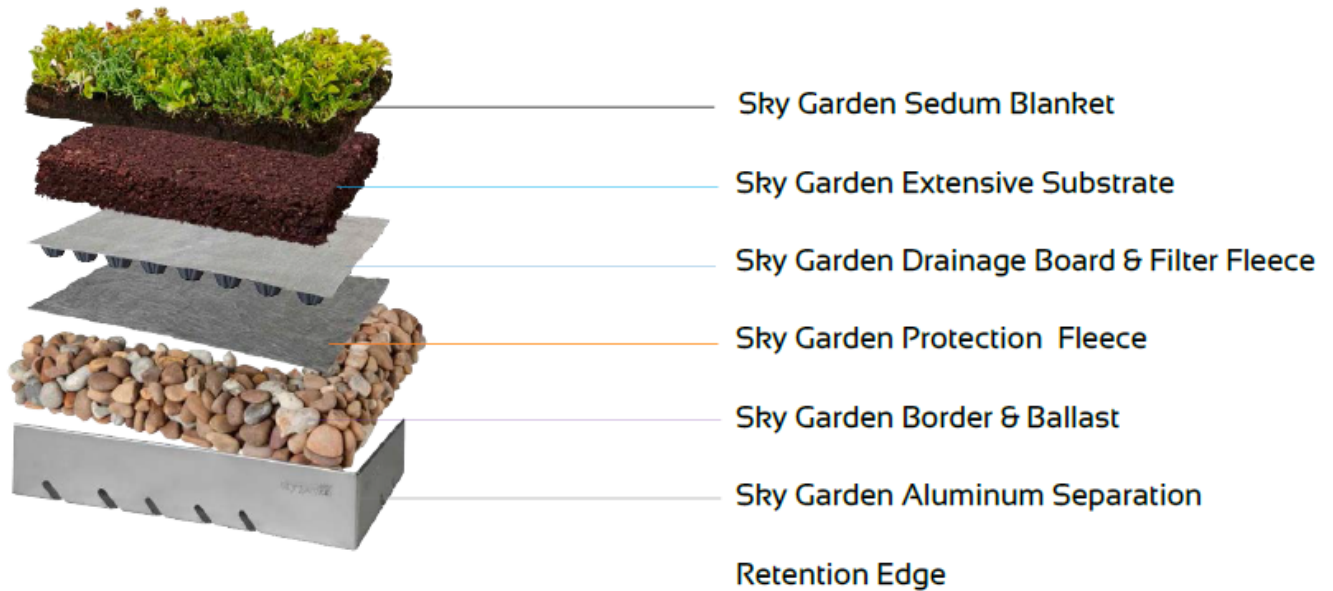 Sky Garden Sedum Blanket
Sky Garden Extensive Substrate
Sky Garden Drainage Board & Filter Fleece
Sky Garden Protection Fleece
Sky Garden Border & Ballast
Sky Garden Aluminum Separation
Retention Edge